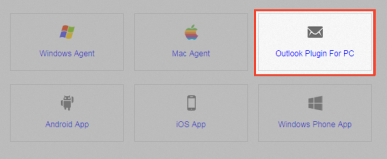 Windows Agent
Mac Agent
Outlook Plugin For PC
Android App
iOS App
Windows Phone App